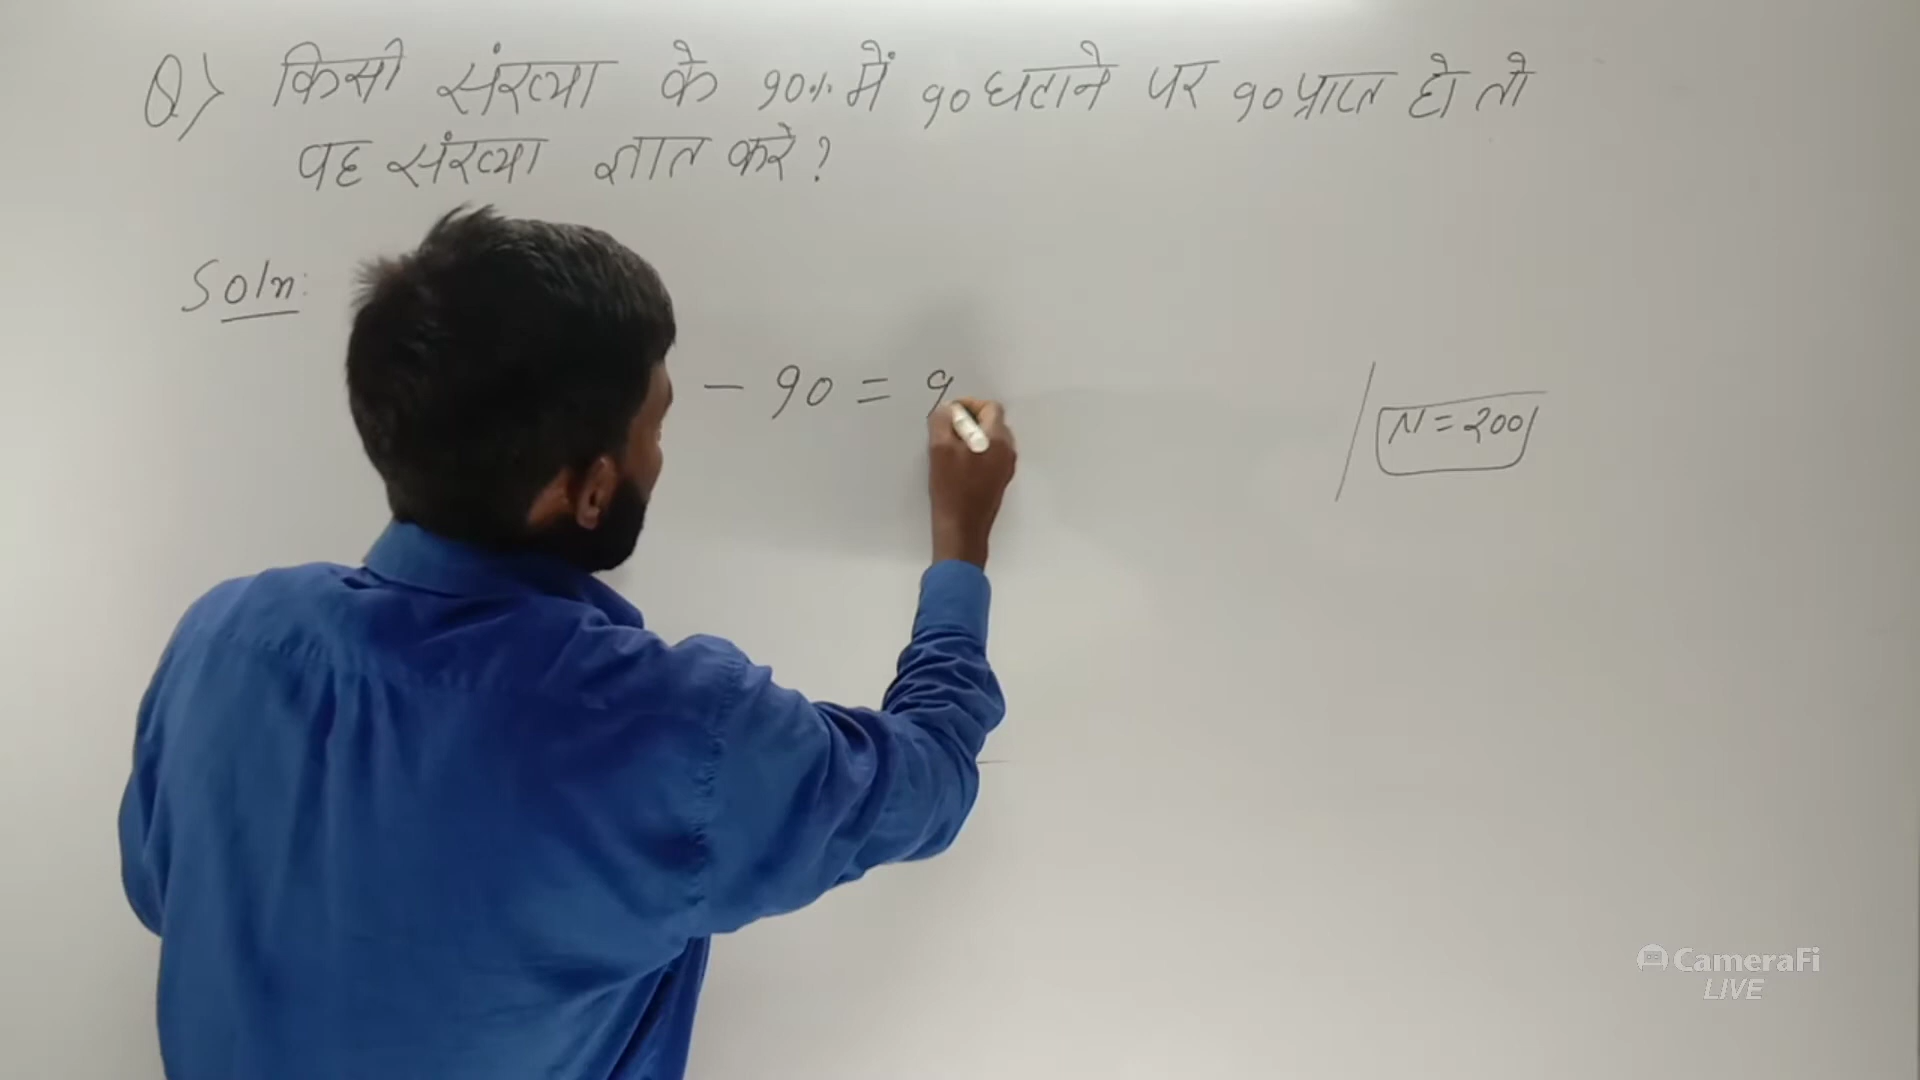 Q> किसी संख्या के 90% में 90 घटाने पर 90 प्राप्त हो तो
वह संख्या ज्ञात करे?
Soln:
- 90 = 9
N = 200
CameraFi
LIVE